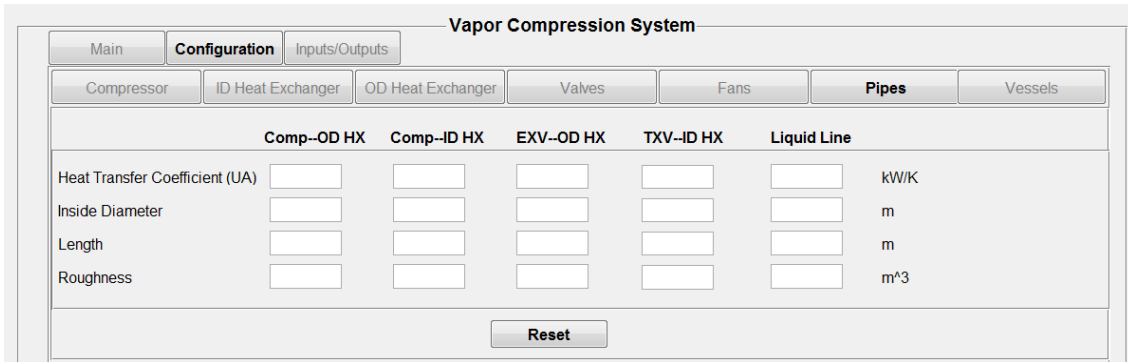 Vapor Compression System
Main Configuration Inputs/Outputs
Compressor ID Heat Exchanger OD Heat Exchanger Valves Fans Pipes Vessels
Comp--OD HX Comp--ID HX EXV--OD HX TXV--ID HX Liquid Line
Heat Transfer Coefficient (UA) kW/K
Inside Diameter m
Length m
Roughness m^3
Reset